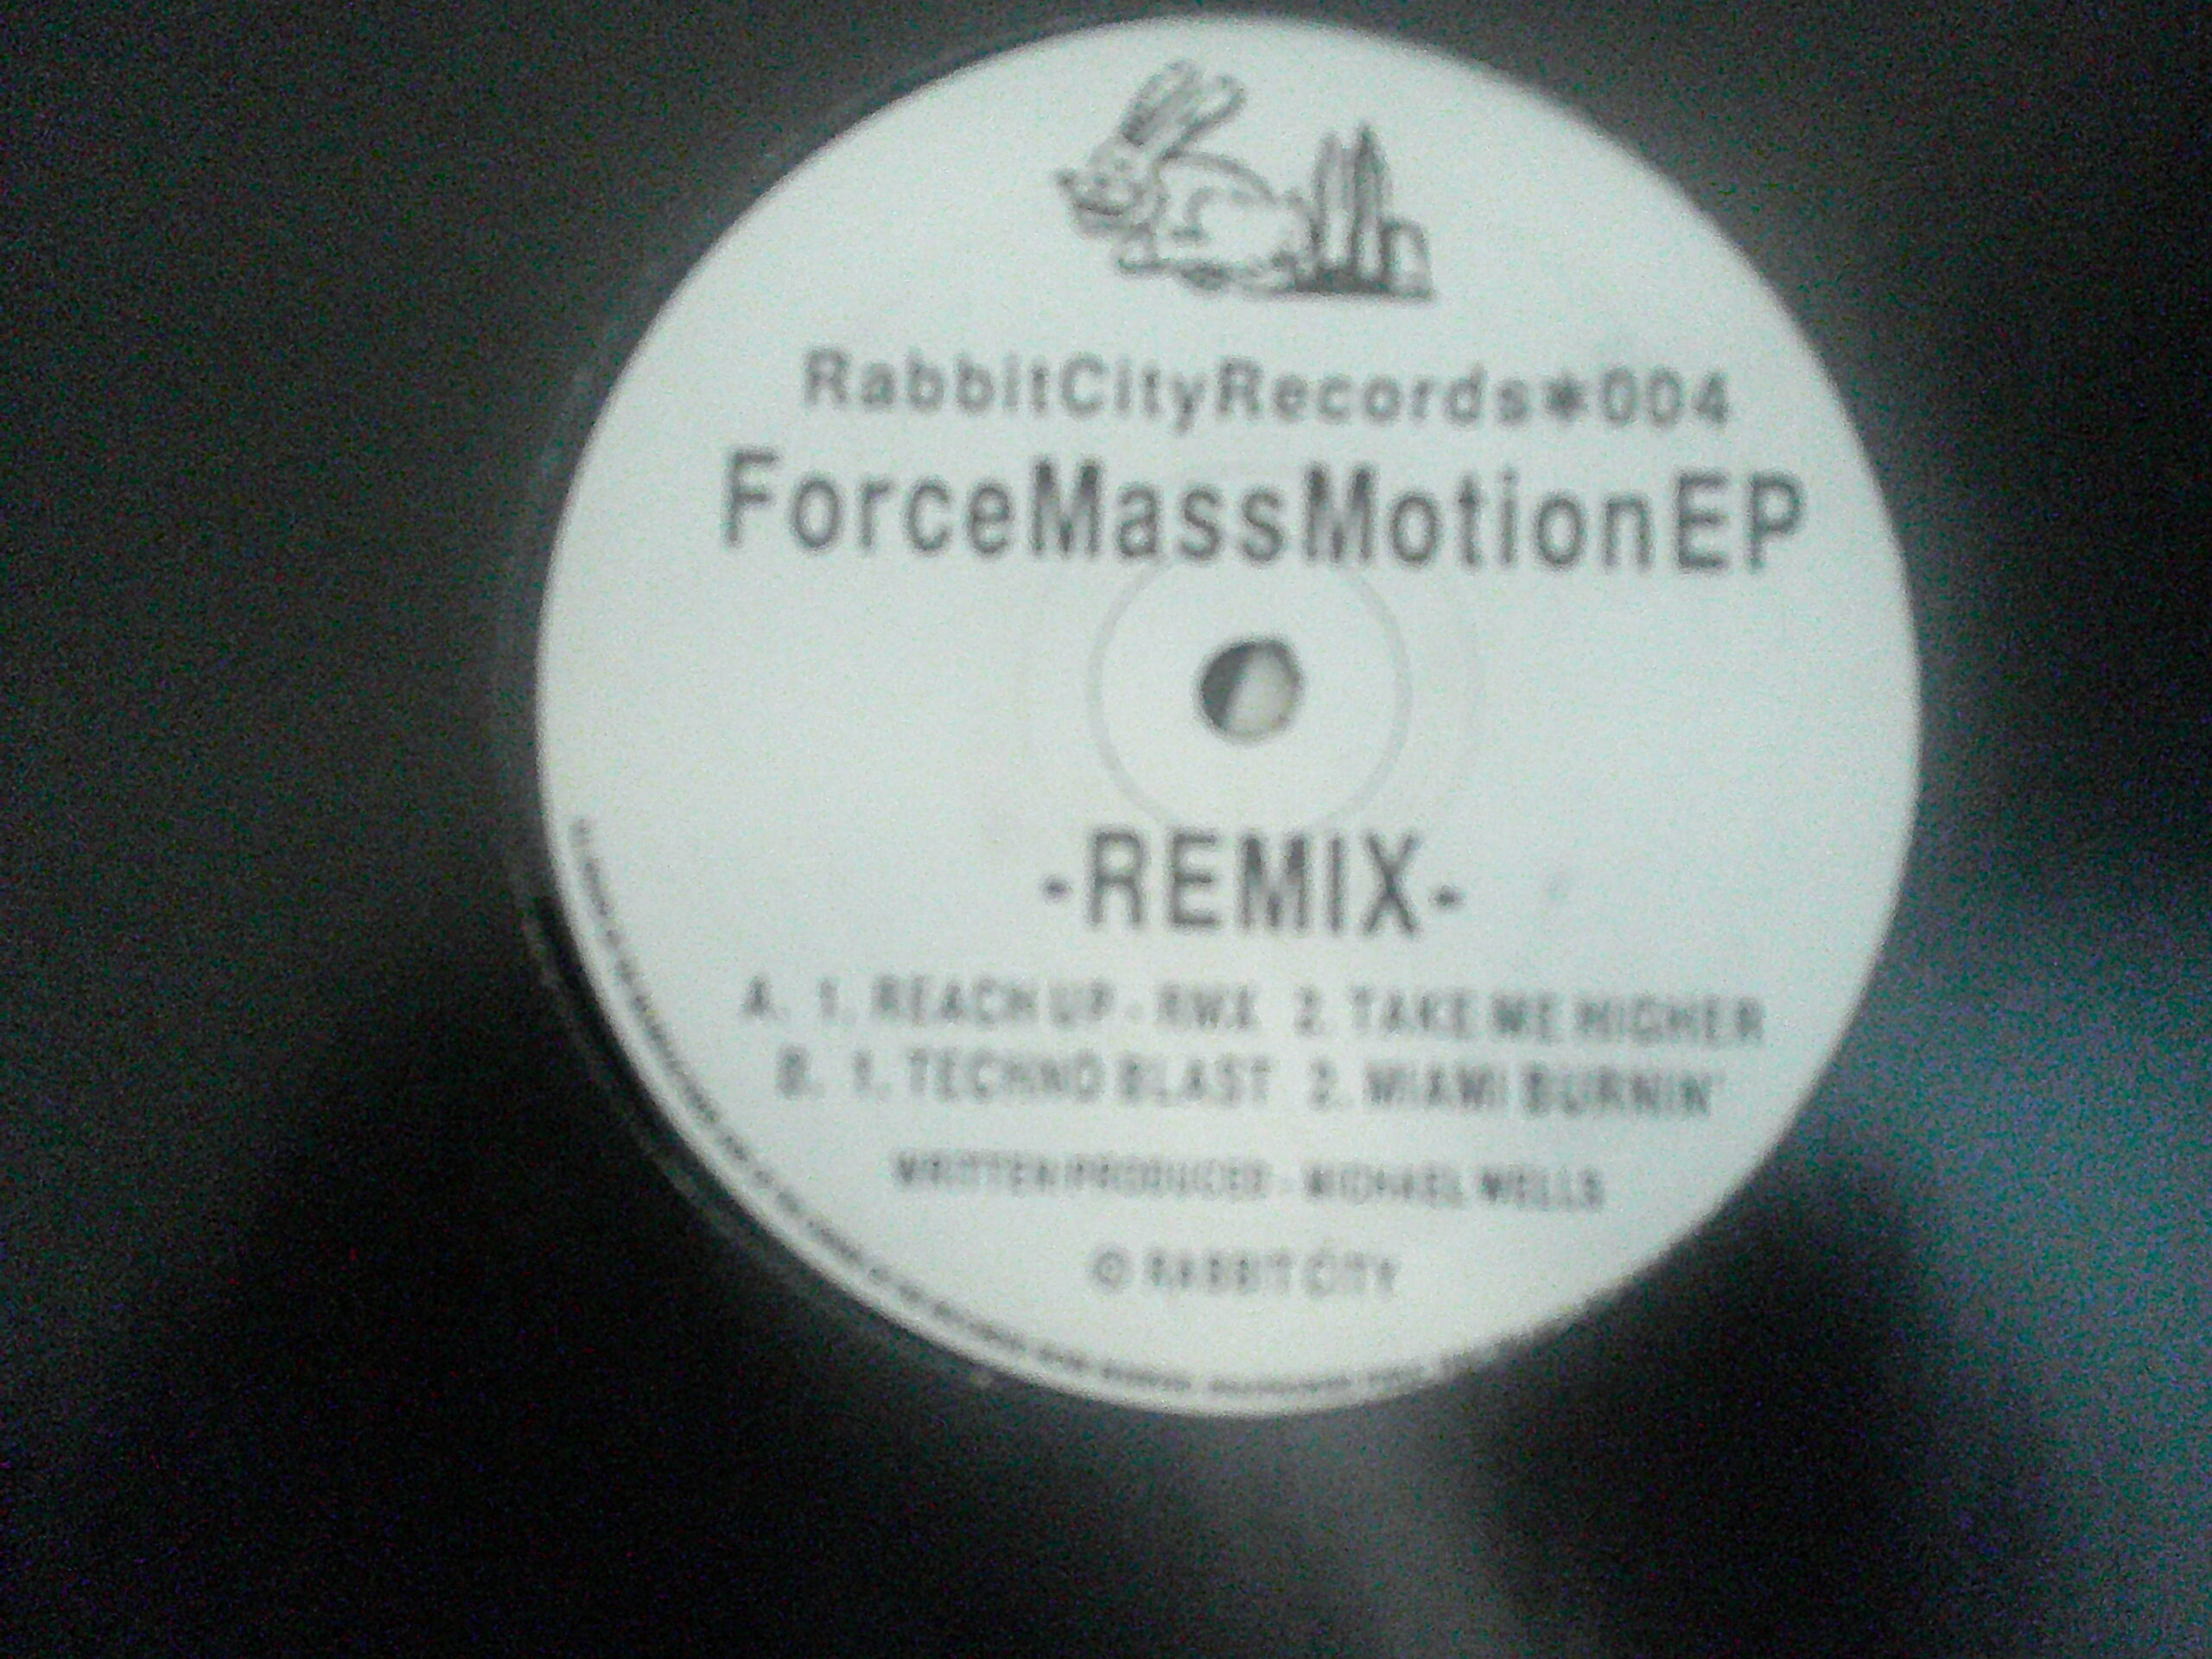 RabbitCityRecords*004
ForceMassMotionEP
-REMIX-
A. 1. REACH UP - RMX 2. TAKE ME HIGHER
B. 1. TECHNO BLAST 2. MIAMI BURNIN'
WRITTEN PRODUCED - MICHAEL WELLS
© RABBIT CITY